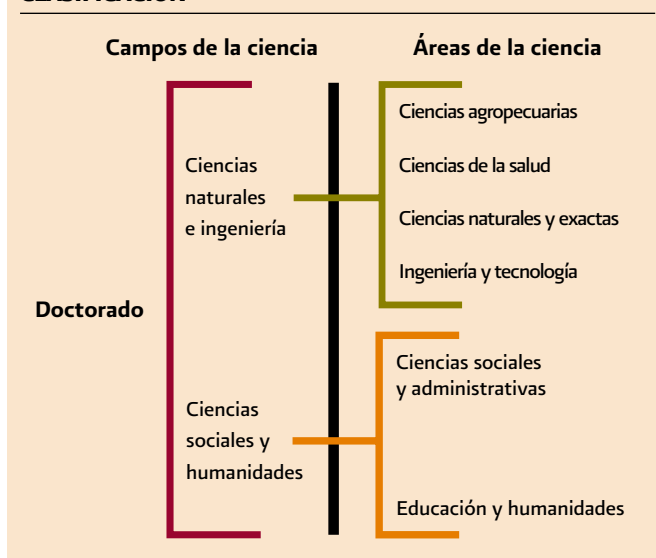 Campos de la ciencia
Áreas de la ciencia
Doctorado
Ciencias
naturales
e ingeniería
Ciencias agropecuarias
Ciencias de la salud
Ciencias naturales y exactas
Ingeniería y tecnología
Ciencias
sociales y
humanidades
Ciencias sociales
y administrativas
Educación y humanidades